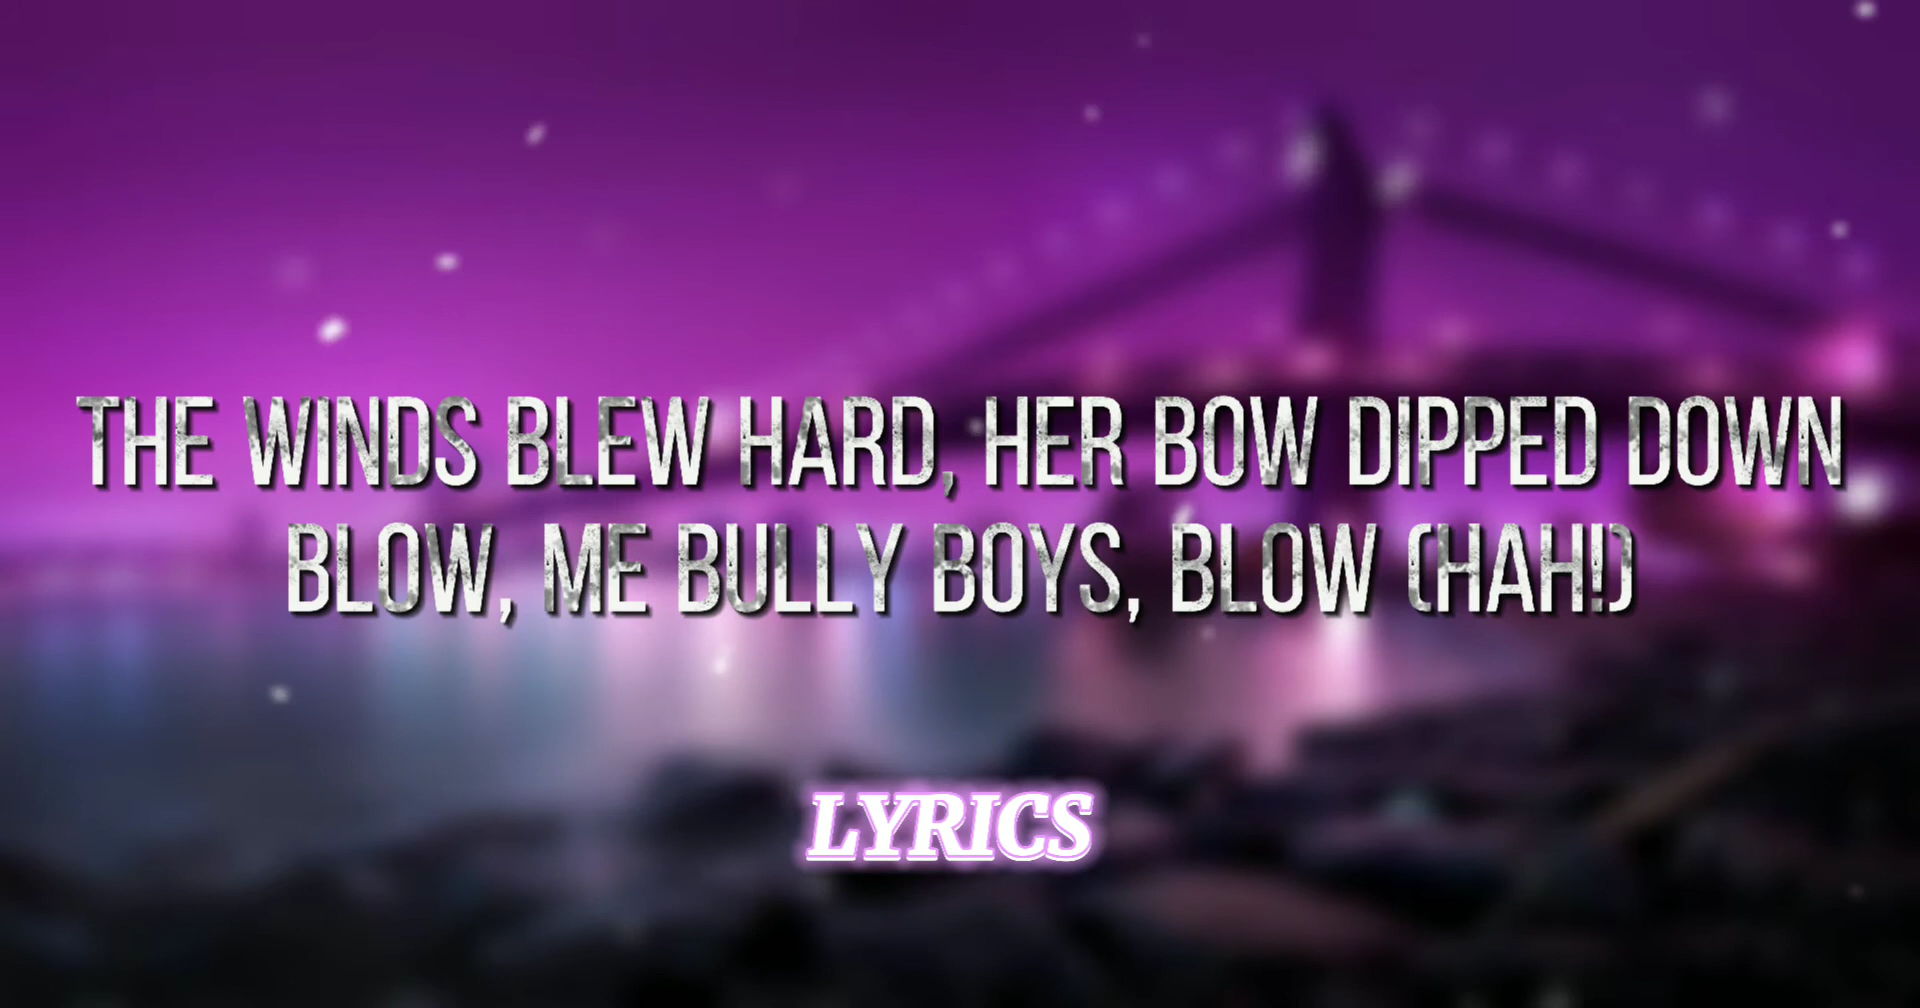 THE WINDS BLEW HARD, HER BOW DIPPED DOWN
BLOW, ME BULLY BOYS, BLOW (HAH!)
LYRICS